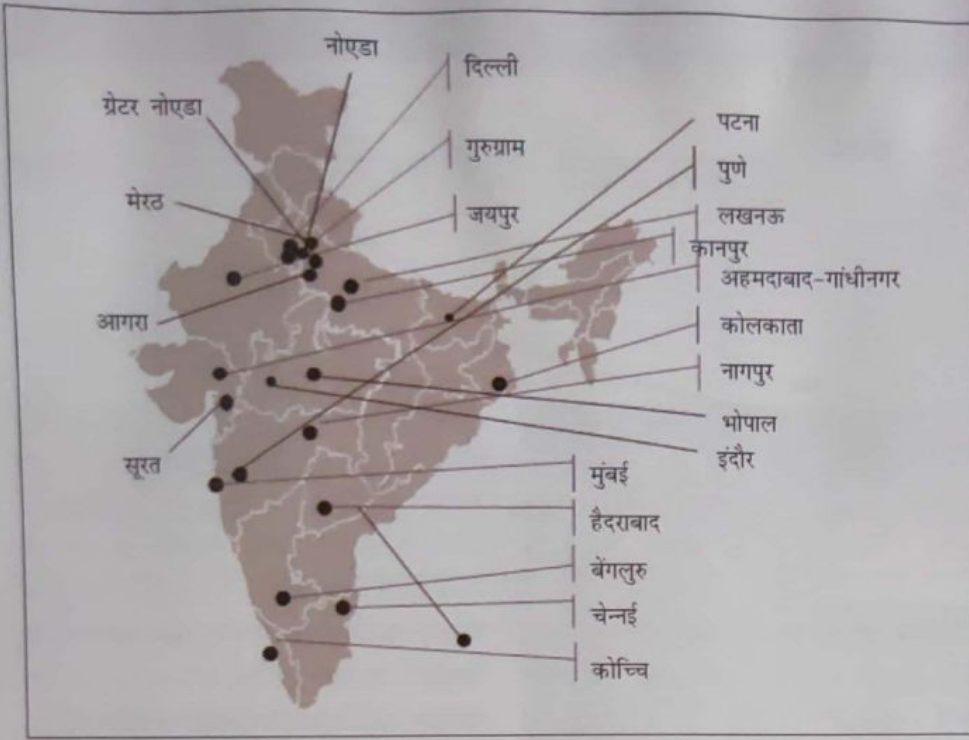 नोएडा
दिल्ली
ग्रेटर नोएडा
पटना
गुरुग्राम
पुणे
मेरठ
जयपुर
लखनऊ
कानपुर
अहमदाबाद-गांधीनगर
आगरा
कोलकाता
नागपुर
भोपाल
इंदौर
सूरत
मुंबई
हैदराबाद
बेंगलुरु
चेन्नई
कोच्चि